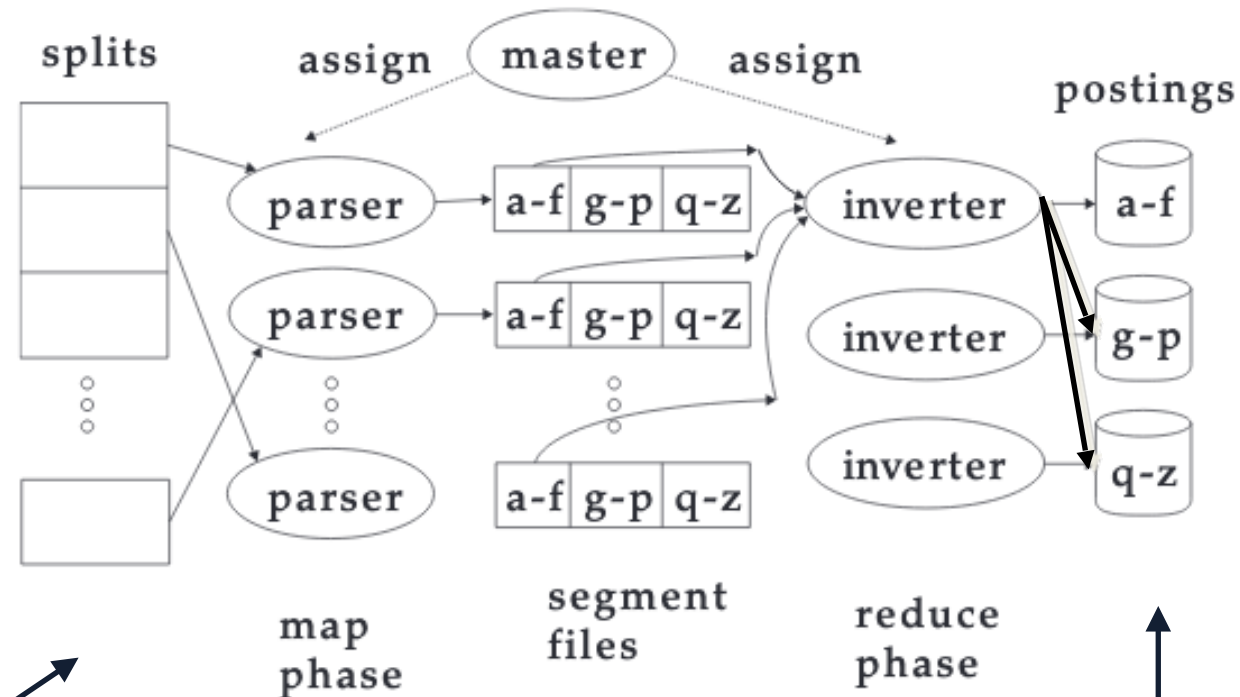 splits
assign
master
assign
postings
parser
a-f g-p q-z
inverter
a-f
parser
a-f g-p q-z
inverter
g-p
parser
a-f g-p q-z
inverter
q-z
map
phase
segment
files
reduce
phase